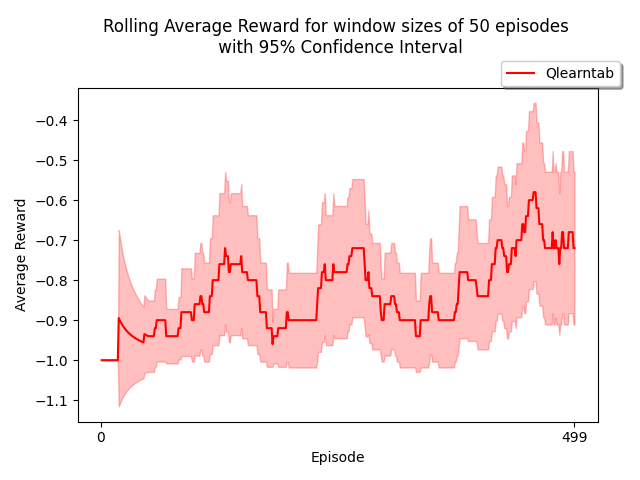 Rolling Average Reward for window sizes of 50 episodes
with 95% Confidence Interval
Qlearntab
−0.4
−0.5
−0.6
−0.7
−0.8
−0.9
−1.0
−1.1
Average Reward
0
499
Episode